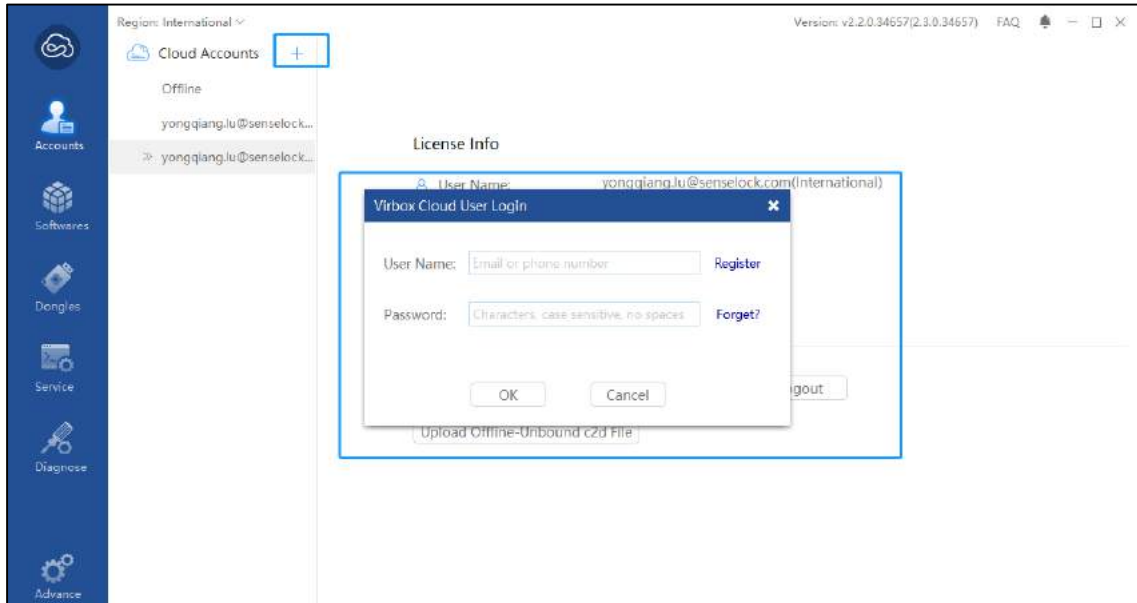 Region: International
Version: v2.2.0.34657(2.3.0.34657) FAQ
Cloud Accounts +
Offline
yongqiang.lu@senselock...
yongqiang.lu@senselock...
Accounts
Softwares
Dongles
Service
Diagnose
Advance
License Info
User Name: yongqiang.lu@senselock.com(International)
Virbox Cloud User Login
User Name: Email or phone number Register
Password: Characters, case sensitive, no spaces Forget?
OK Cancel
gout
Upload Offline-Unbound c2d File